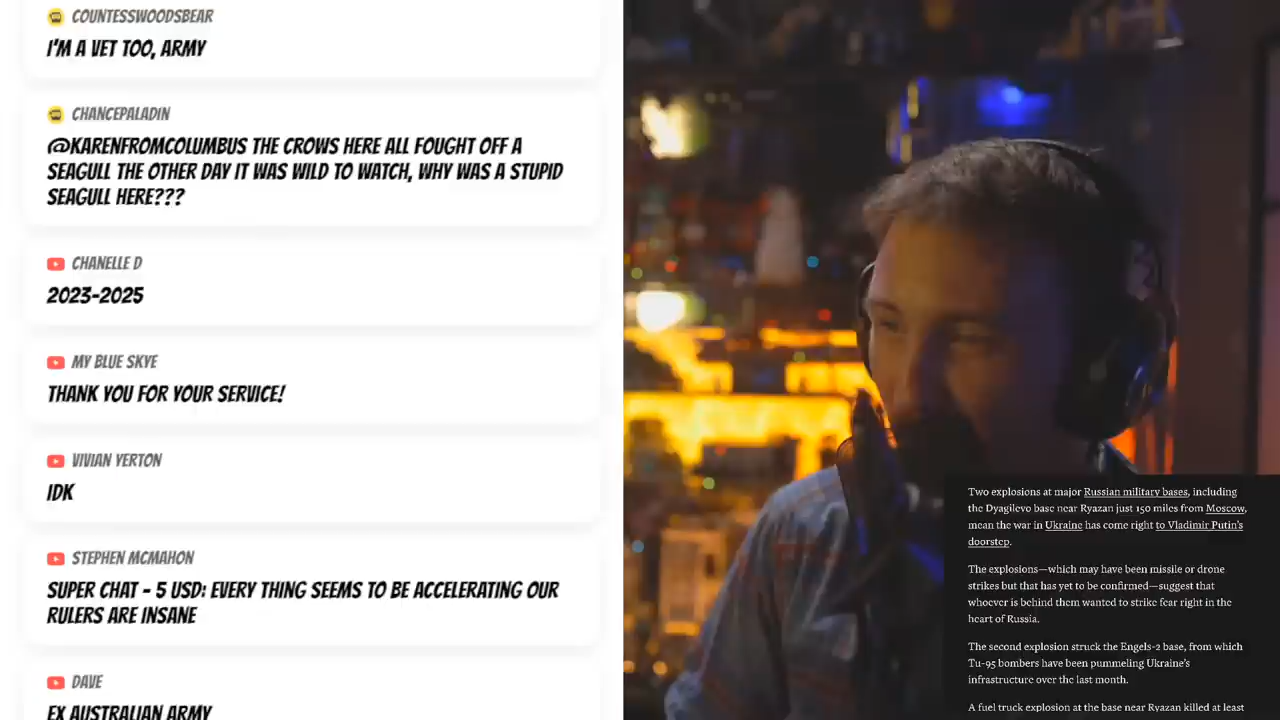 COUNTESSWOODSBEAR
I'M A VET TOO, ARMY
CHANCEPALADIN
@KARENFROMCOLUMBUS THE CROWS HERE ALL FOUGHT OFF A
SEAGULL THE OTHER DAY IT WAS WILD TO WATCH, WHY WAS A STUPID
SEAGULL HERE???
CHANELLE D
2023-2025
MY BLUE SKYE
THANK YOU FOR YOUR SERVICE!
VIVIAN YERTON
IDK
STEPHEN MCMAHON
SUPER CHAT - 5 USD: EVERY THING SEEMS TO BE ACCELERATING OUR
RULERS ARE INSANE
DAVE
EX AUSTRALIAN ARMY
Two explosions at major Russian military bases, including
the Dyagilevo base near Ryazan just 150 miles from Moscow,
mean the war in Ukraine has come right to Vladimir Putin's
doorstep.
The explosions—which may have been missile or drone
strikes but that has yet to be confirmed—suggest that
whoever is behind them wanted to strike fear right in the
heart of Russia.
The second explosion struck the Engels-2 base, from which
Tu-95 bombers have been pummeling Ukraine's
infrastructure over the last month.
A fuel truck explosion at the base near Ryazan killed at least